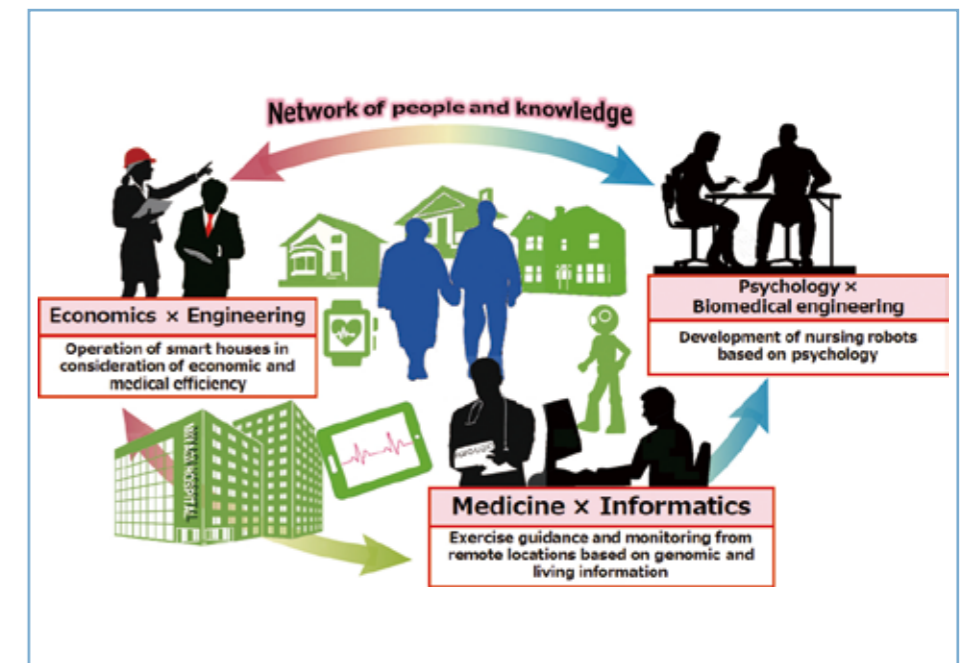 Network of people and knowledge
Economics × Engineering
Operation of smart houses in
consideration of economic and
medical efficiency
Psychology ×
Biomedical engineering
Development of nursing robots
based on psychology
HOSPITAL
Medicine × Informatics
Exercise guidance and monitoring from
remote locations based on genomic and
living information